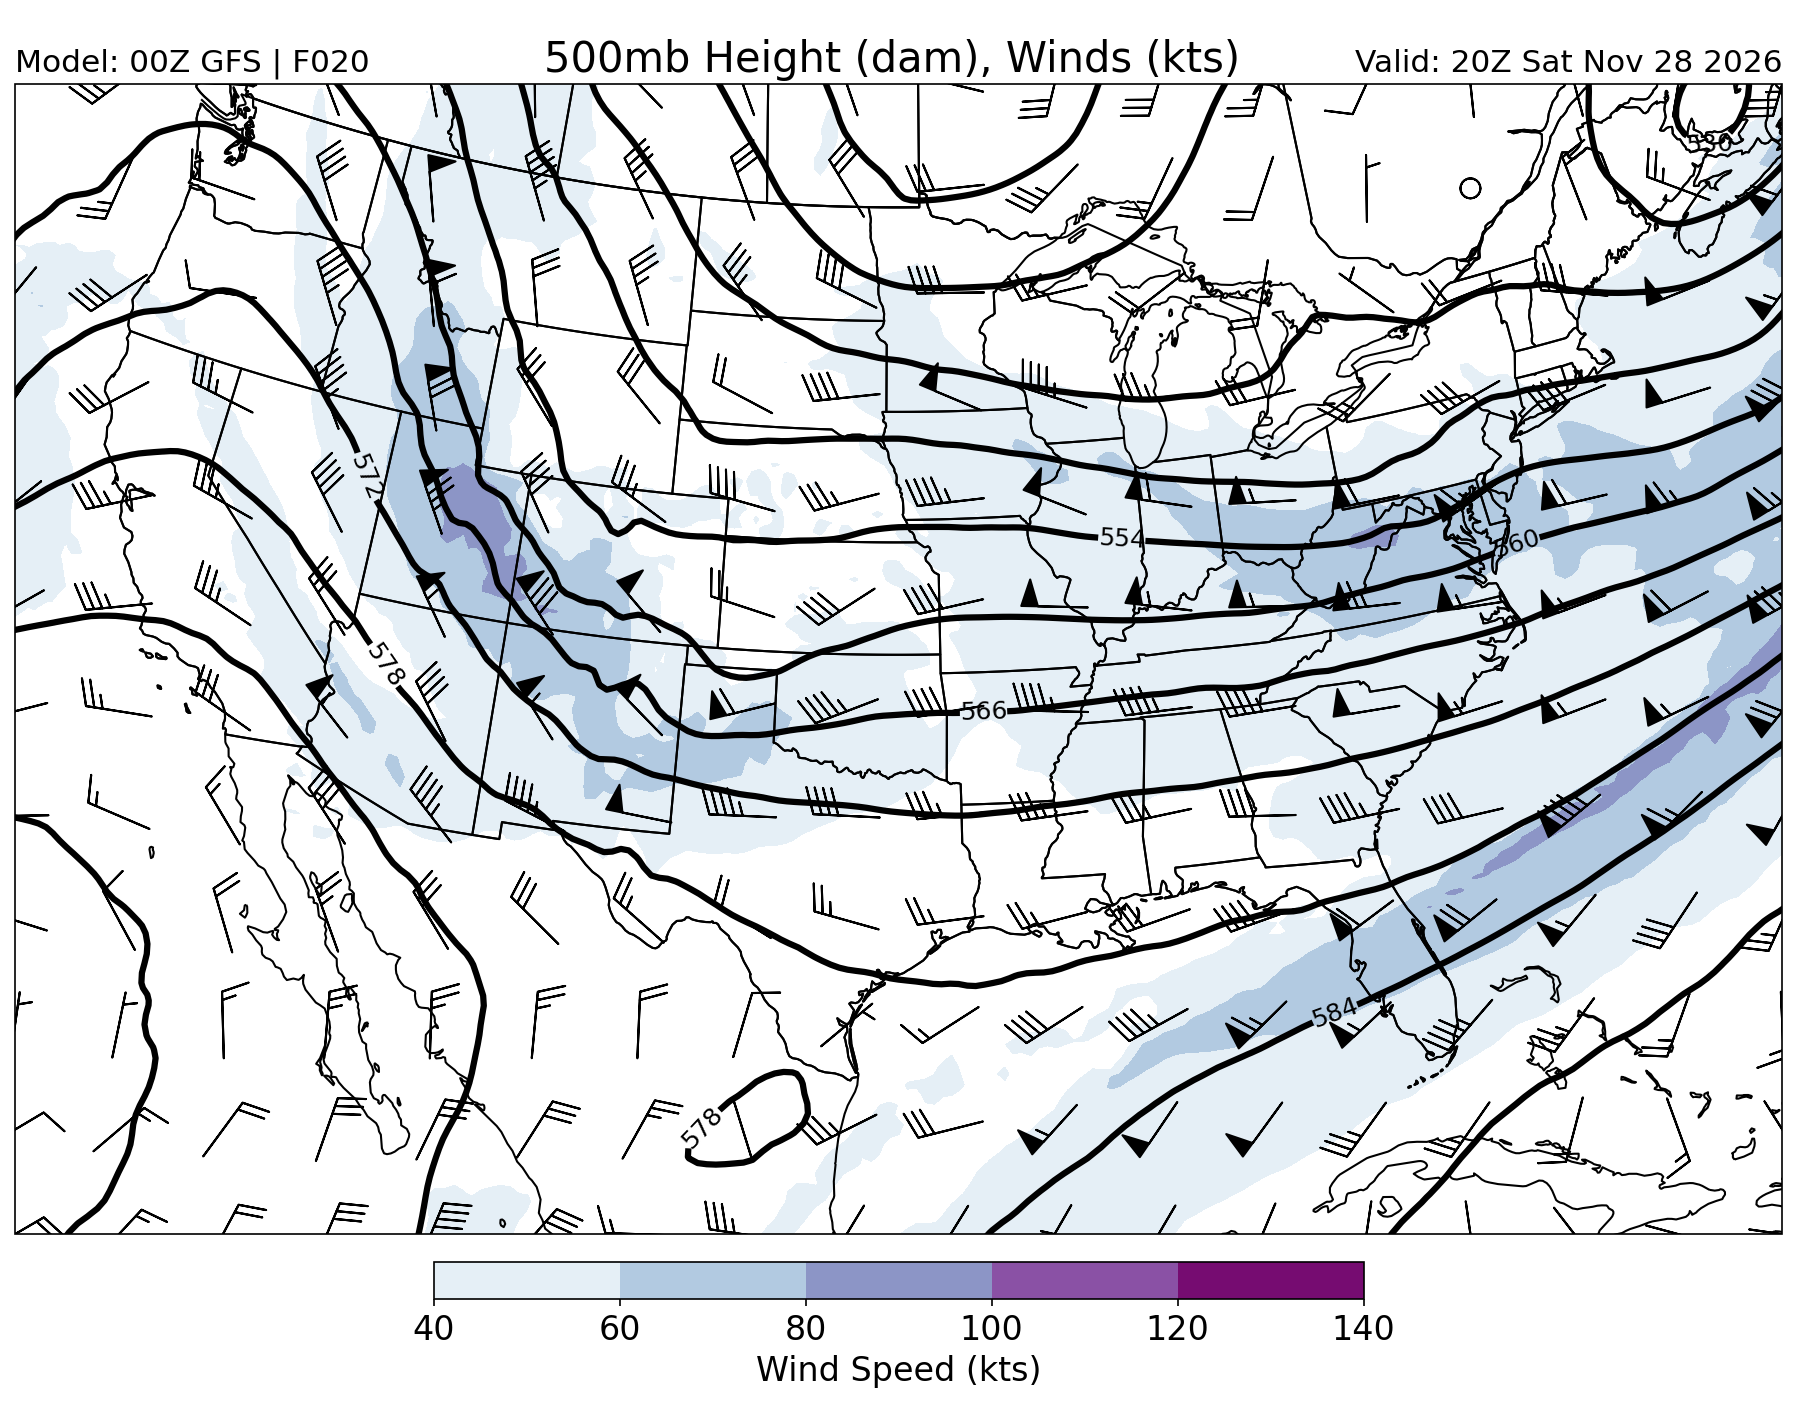 Model: 00Z GFS | F020
500mb Height (dam), Winds (kts)
Valid: 20Z Sat Nov 28 2026
530
572
554
560
578
566
584
578
40 60 80 100 120 140
Wind Speed (kts)